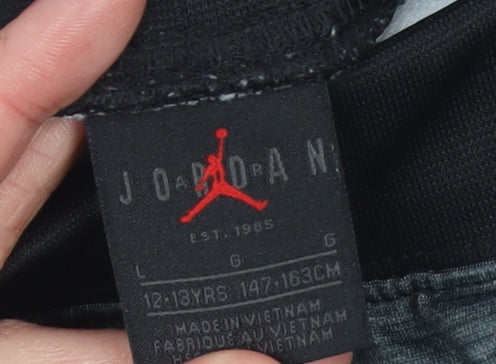 JORDAN
AIR
EST. 1985
L G G
12-13YRS 147-163CM
MADE IN VIETNAM
FABRIQUÉ AU VIETNAM